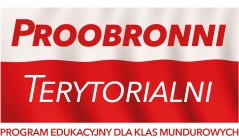 PROOBRONNI
TERYTORIALNI
PROGRAM EDUKACYJNY DLA KLAS MUNDUROWYCH